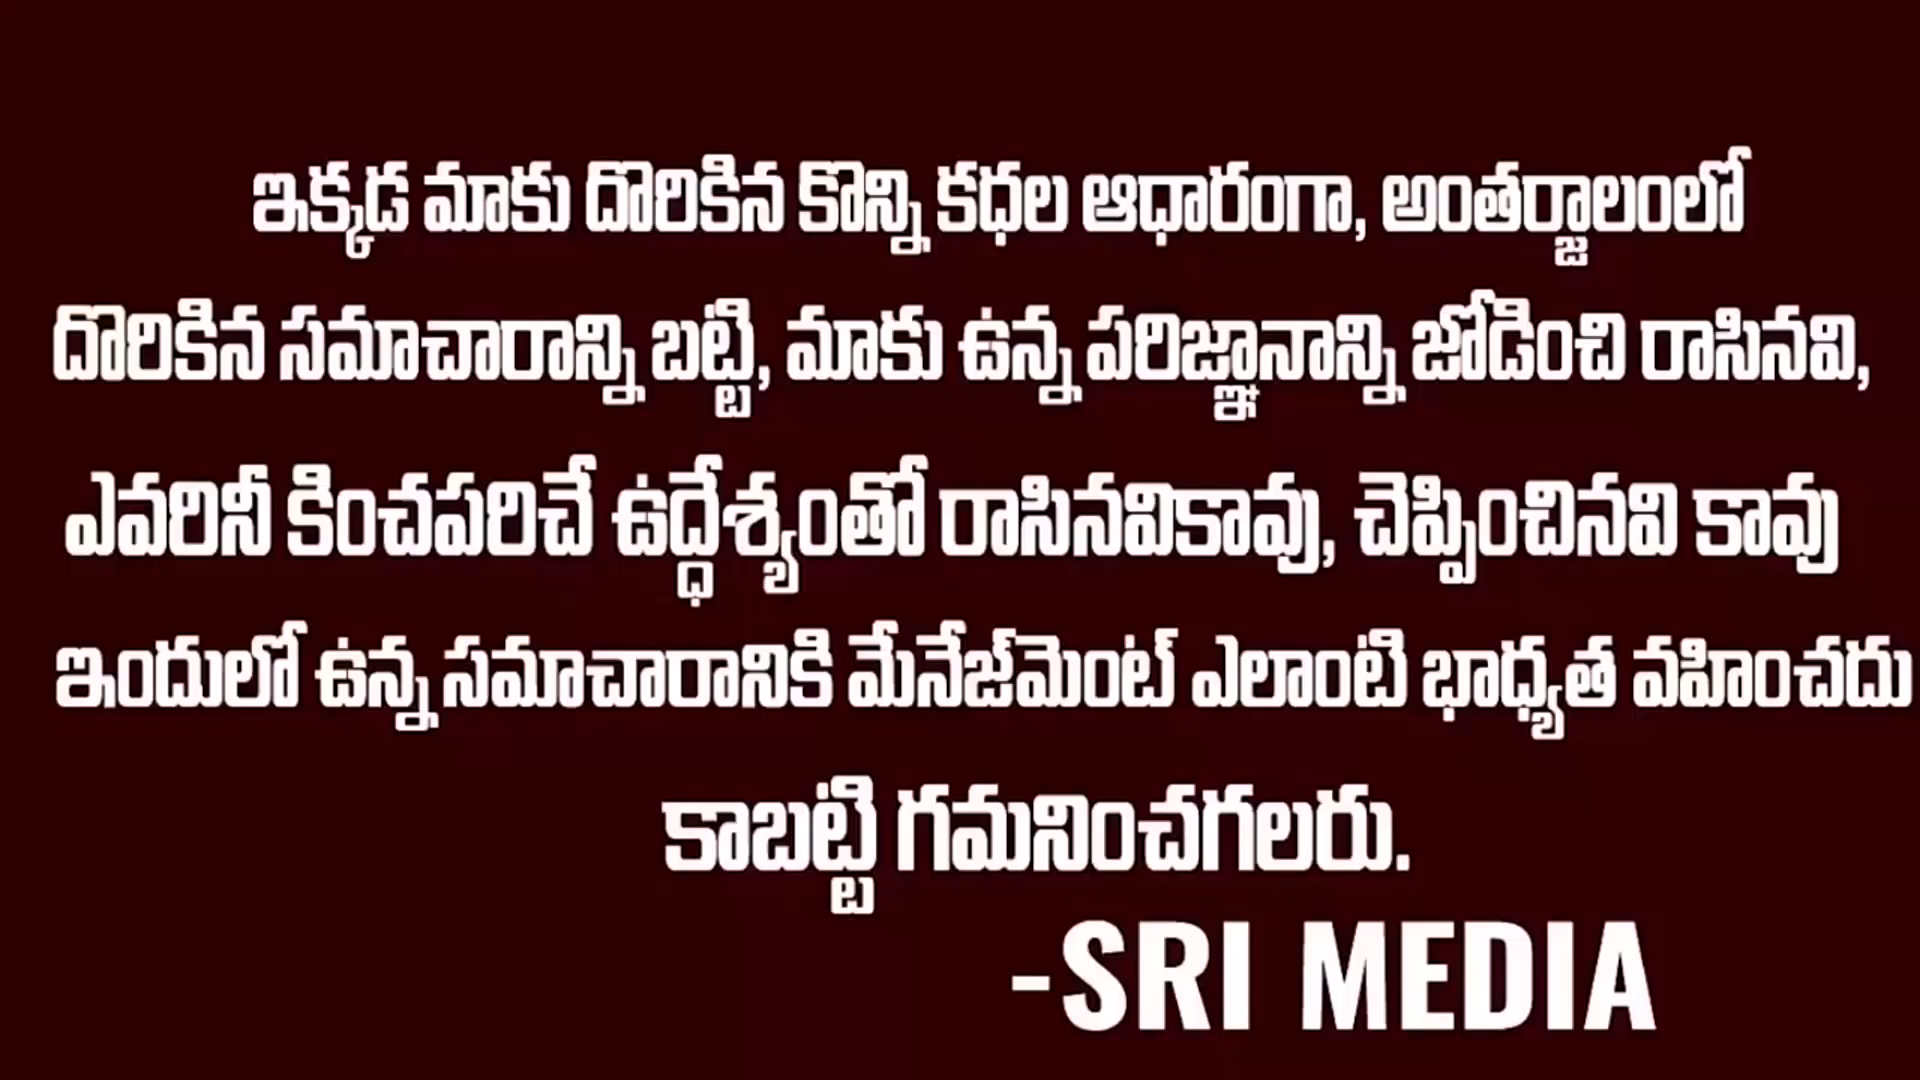 ఇక్కడ మాకు దొరికిన కొన్ని కధల ఆధారంగా, అంతర్జాలంలో
దొరికిన సమాచారాన్ని బట్టి, మాకు ఉన్న పరిజ్ఞానాన్ని జోడించి రాసినవి,
ఎవరినీ కించపరిచే ఉద్ధేశ్యంతో రాసినవికావు, చెప్పించినవి కావు
ఇందులో ఉన్న సమాచారానికి మేనేజ్‌మెంట్ ఎలాంటి భాధ్యత వహించదు
కాబట్టి గమనించగలరు.
-SRI MEDIA